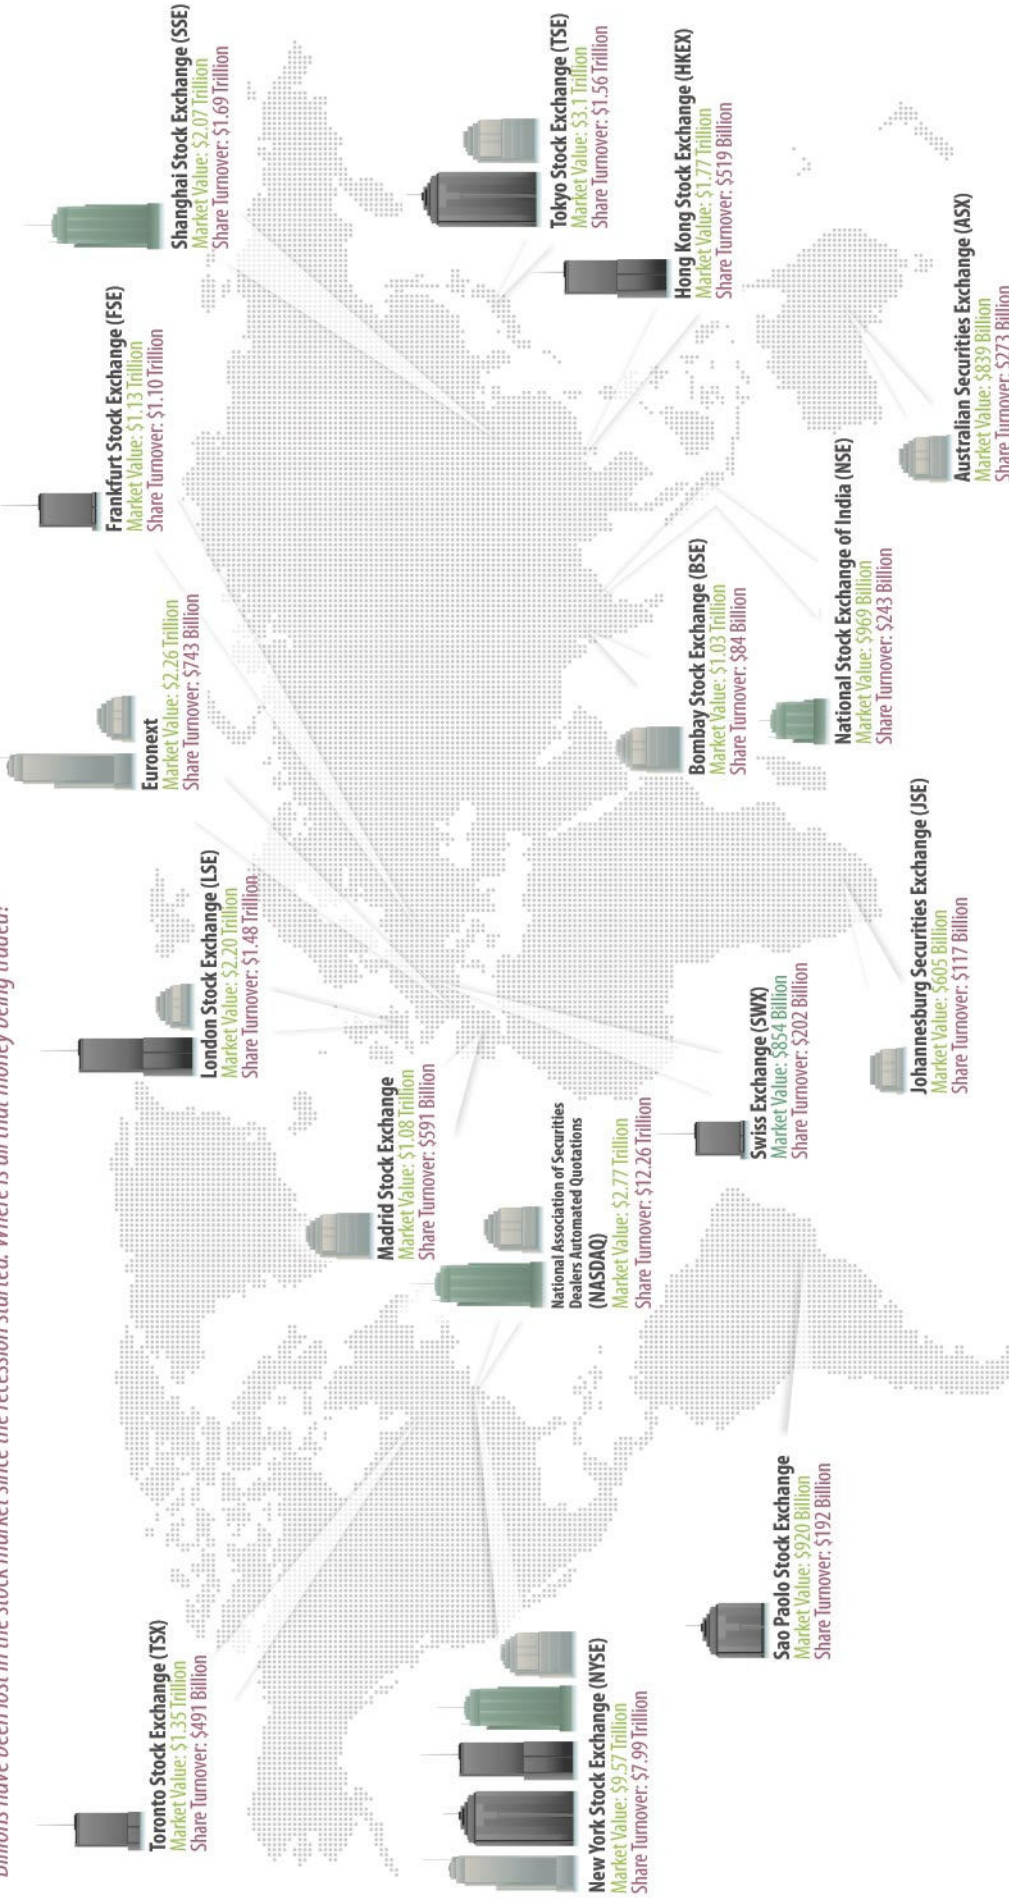 Billions have been lost in the stock market since the recession started. Where is all that money being traded?
Toronto Stock Exchange (TSX)
Market Value: $1.35 Trillion
Share Turnover: $491 Billion
New York Stock Exchange (NYSE)
Market Value: $9.57 Trillion
Share Turnover: $7.99 Trillion
Sao Paolo Stock Exchange
Market Value: $920 Billion
Share Turnover: $192 Billion
Madrid Stock Exchange
Market Value: $1.08 Trillion
Share Turnover: $591 Billion
National Association of Securities
Dealers Automated Quotations
(NASDAQ)
Market Value: $2.77 Trillion
Share Turnover: $12.26 Trillion
London Stock Exchange (LSE)
Market Value: $2.20 Trillion
Share Turnover: $1.48 Trillion
Swiss Exchange (SWX)
Market Value: $854 Billion
Share Turnover: $202 Billion
Johannesburg Securities Exchange (JSE)
Market Value: $605 Billion
Share Turnover: $117 Billion
Euronext
Market Value: $2.26 Trillion
Share Turnover: $743 Billion
Bombay Stock Exchange (BSE)
Market Value: $1.03 Trillion
Share Turnover: $84 Billion
National Stock Exchange of India (NSE)
Market Value: $969 Billion
Share Turnover: $243 Billion
Frankfurt Stock Exchange (FSE)
Market Value: $1.13 Trillion
Share Turnover: $1.10 Trillion
Shanghai Stock Exchange (SSE)
Market Value: $2.07 Trillion
Share Turnover: $1.69 Trillion
Tokyo Stock Exchange (TSE)
Market Value: $3.1 Trillion
Share Turnover: $1.56 Trillion
Hong Kong Stock Exchange (HKEX)
Market Value: $1.77 Trillion
Share Turnover: $519 Billion
Australian Securities Exchange (ASX)
Market Value: $839 Billion
Share Turnover: $273 Billion